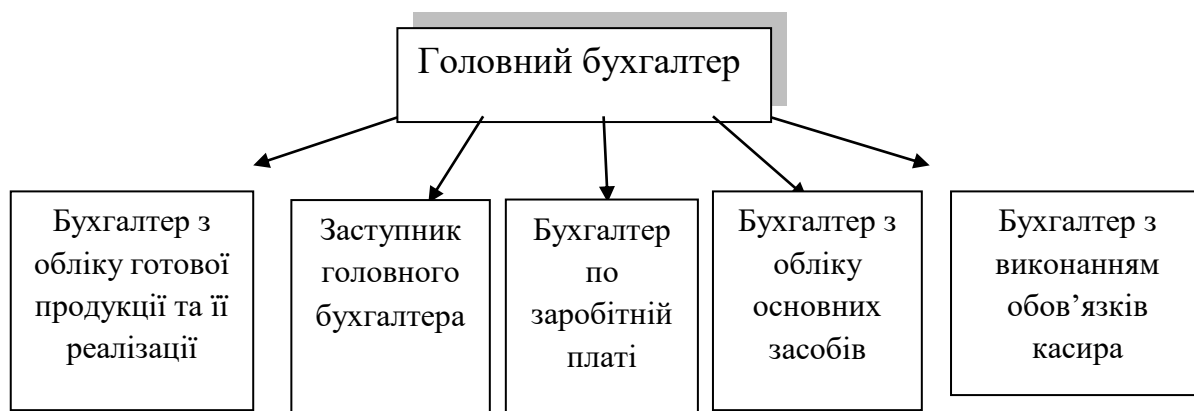 Головний бухгалтер
Бухгалтер з
обліку готової
продукції та її
реалізації
Заступник
головного
бухгалтера
Бухгалтер
по
заробітній
платі
Бухгалтер з
обліку
основних
засобів
Бухгалтер з
виконанням
обов’язків
касира